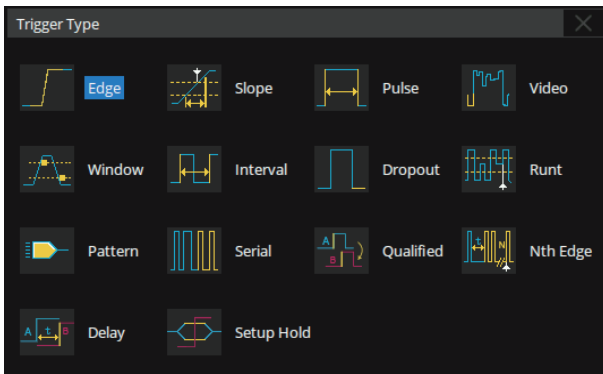 Trigger Type
Edge Slope Pulse Video
Window Interval Dropout Runt
Pattern Serial A B Qualified t N Nth Edge
A t B Delay Setup Hold